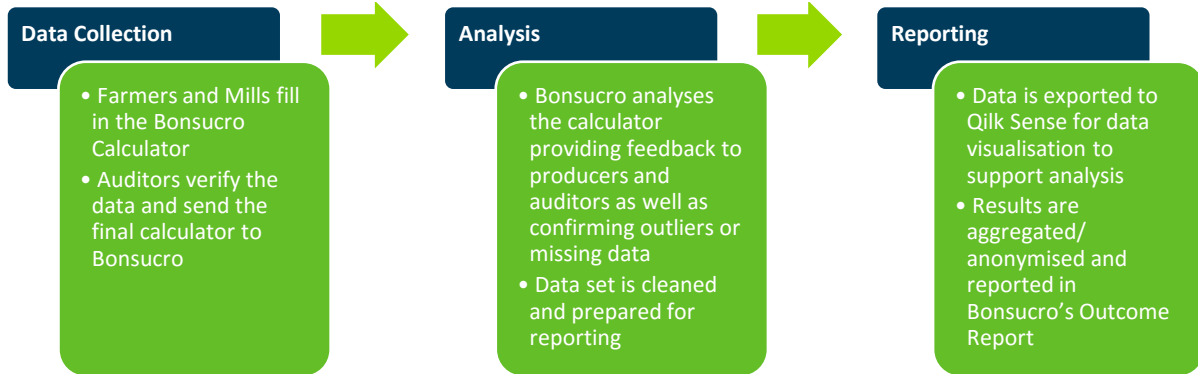 Data Collection
• Farmers and Mills fill
in the Bonsucro
Calculator
• Auditors verify the
data and send the
final calculator to
Bonsucro
Analysis
• Bonsucro analyses
the calculator
providing feedback to
producers and
auditors as well as
confirming outliers or
missing data
• Data set is cleaned
and prepared for
reporting
Reporting
• Data is exported to
Qilk Sense for data
visualisation to
support analysis
• Results are
aggregated/
anonymised and
reported in
Bonsucro’s Outcome
Report